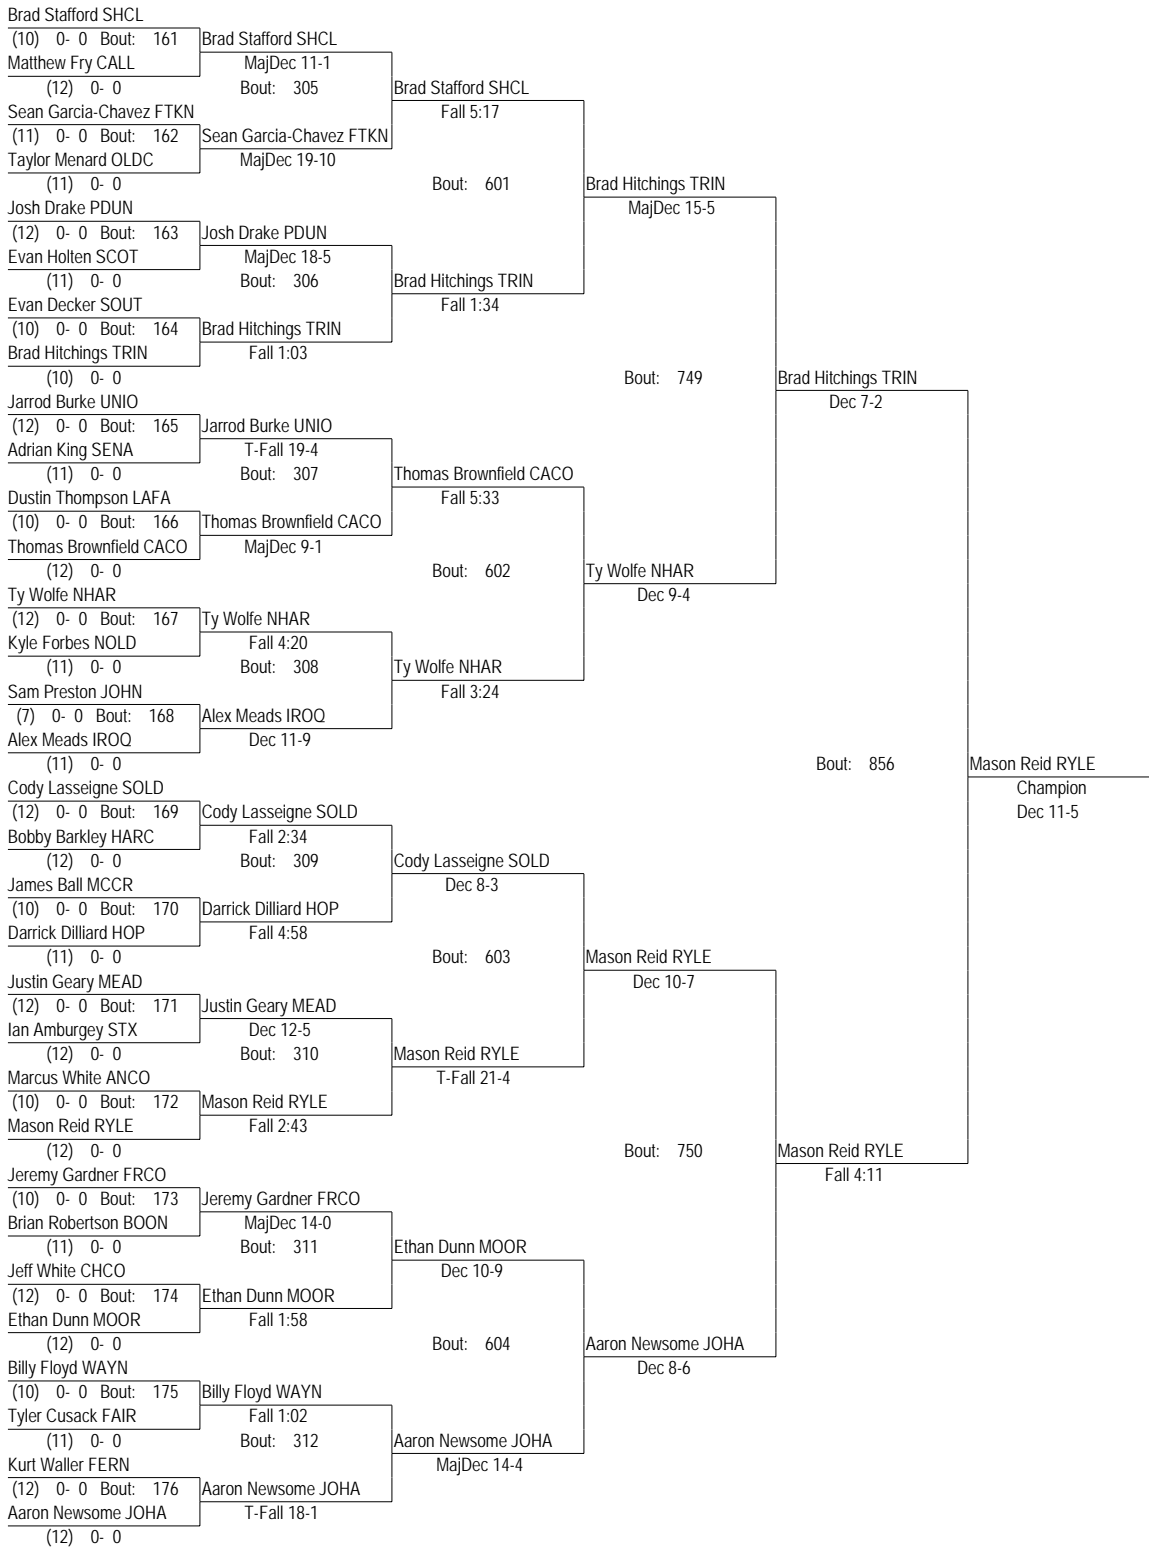 Brad Stafford SHCL
(10) 0- 0 Bout: 161 Brad Stafford SHCL
Matthew Fry CALL MajDec 11-1
(12) 0- 0 Bout: 305 Brad Stafford SHCL
Sean Garcia-Chavez FTKN Fall 5:17
(11) 0- 0 Bout: 162 Sean Garcia-Chavez FTKN
Taylor Menard OLDC MajDec 19-10
(11) 0- 0 Bout: 601 Brad Hitchings TRIN
Josh Drake PDUN MajDec 15-5
(12) 0- 0 Bout: 163 Josh Drake PDUN
Evan Holten SCOT MajDec 18-5
(11) 0- 0 Bout: 306 Brad Hitchings TRIN
Evan Decker SOUT Fall 1:34
(10) 0- 0 Bout: 164 Brad Hitchings TRIN
Brad Hitchings TRIN Fall 1:03
(10) 0- 0 Bout: 749 Brad Hitchings TRIN
Jarrod Burke UNIO Dec 7-2
(12) 0- 0 Bout: 165 Jarrod Burke UNIO
Adrian King SENA T-Fall 19-4
(11) 0- 0 Bout: 307 Thomas Brownfield CACO
Dustin Thompson LAFA Fall 5:33
(10) 0- 0 Bout: 166 Thomas Brownfield CACO
Thomas Brownfield CACO MajDec 9-1
(12) 0- 0 Bout: 602 Ty Wolfe NHAR
Ty Wolfe NHAR Dec 9-4
(12) 0- 0 Bout: 167 Ty Wolfe NHAR
Kyle Forbes NOLD Fall 4:20
(11) 0- 0 Bout: 308 Ty Wolfe NHAR
Sam Preston JOHN Fall 3:24
(7) 0- 0 Bout: 168 Alex Meads IROQ
Alex Meads IROQ Dec 11-9
(11) 0- 0 Bout: 856 Mason Reid RYLE
Cody Lasseigne SOLD Champion
(12) 0- 0 Bout: 169 Cody Lasseigne SOLD Dec 11-5
Bobby Barkley HARC Fall 2:34
(12) 0- 0 Bout: 309 Cody Lasseigne SOLD
James Ball MCCR Dec 8-3
(10) 0- 0 Bout: 170 Darrick Dilliard HOP
Darrick Dilliard HOP Fall 4:58
(11) 0- 0 Bout: 603 Mason Reid RYLE
Justin Geary MEAD Dec 10-7
(12) 0- 0 Bout: 171 Justin Geary MEAD
Ian Amburgey STX Dec 12-5
(12) 0- 0 Bout: 310 Mason Reid RYLE
Marcus White ANCO T-Fall 21-4
(10) 0- 0 Bout: 172 Mason Reid RYLE
Mason Reid RYLE Fall 2:43
(12) 0- 0 Bout: 750 Mason Reid RYLE
Jeremy Gardner FRCO Fall 4:11
(10) 0- 0 Bout: 173 Jeremy Gardner FRCO
Brian Robertson BOON MajDec 14-0
(11) 0- 0 Bout: 311 Ethan Dunn MOOR
Jeff White CHCO Dec 10-9
(12) 0- 0 Bout: 174 Ethan Dunn MOOR
Ethan Dunn MOOR Fall 1:58
(12) 0- 0 Bout: 604 Aaron Newsome JOHA
Billy Floyd WAYN Dec 8-6
(10) 0- 0 Bout: 175 Billy Floyd WAYN
Tyler Cusack FAIR Fall 1:02
(11) 0- 0 Bout: 312 Aaron Newsome JOHA
Kurt Waller FERN MajDec 14-4
(12) 0- 0 Bout: 176 Aaron Newsome JOHA
Aaron Newsome JOHA T-Fall 18-1
(12) 0- 0